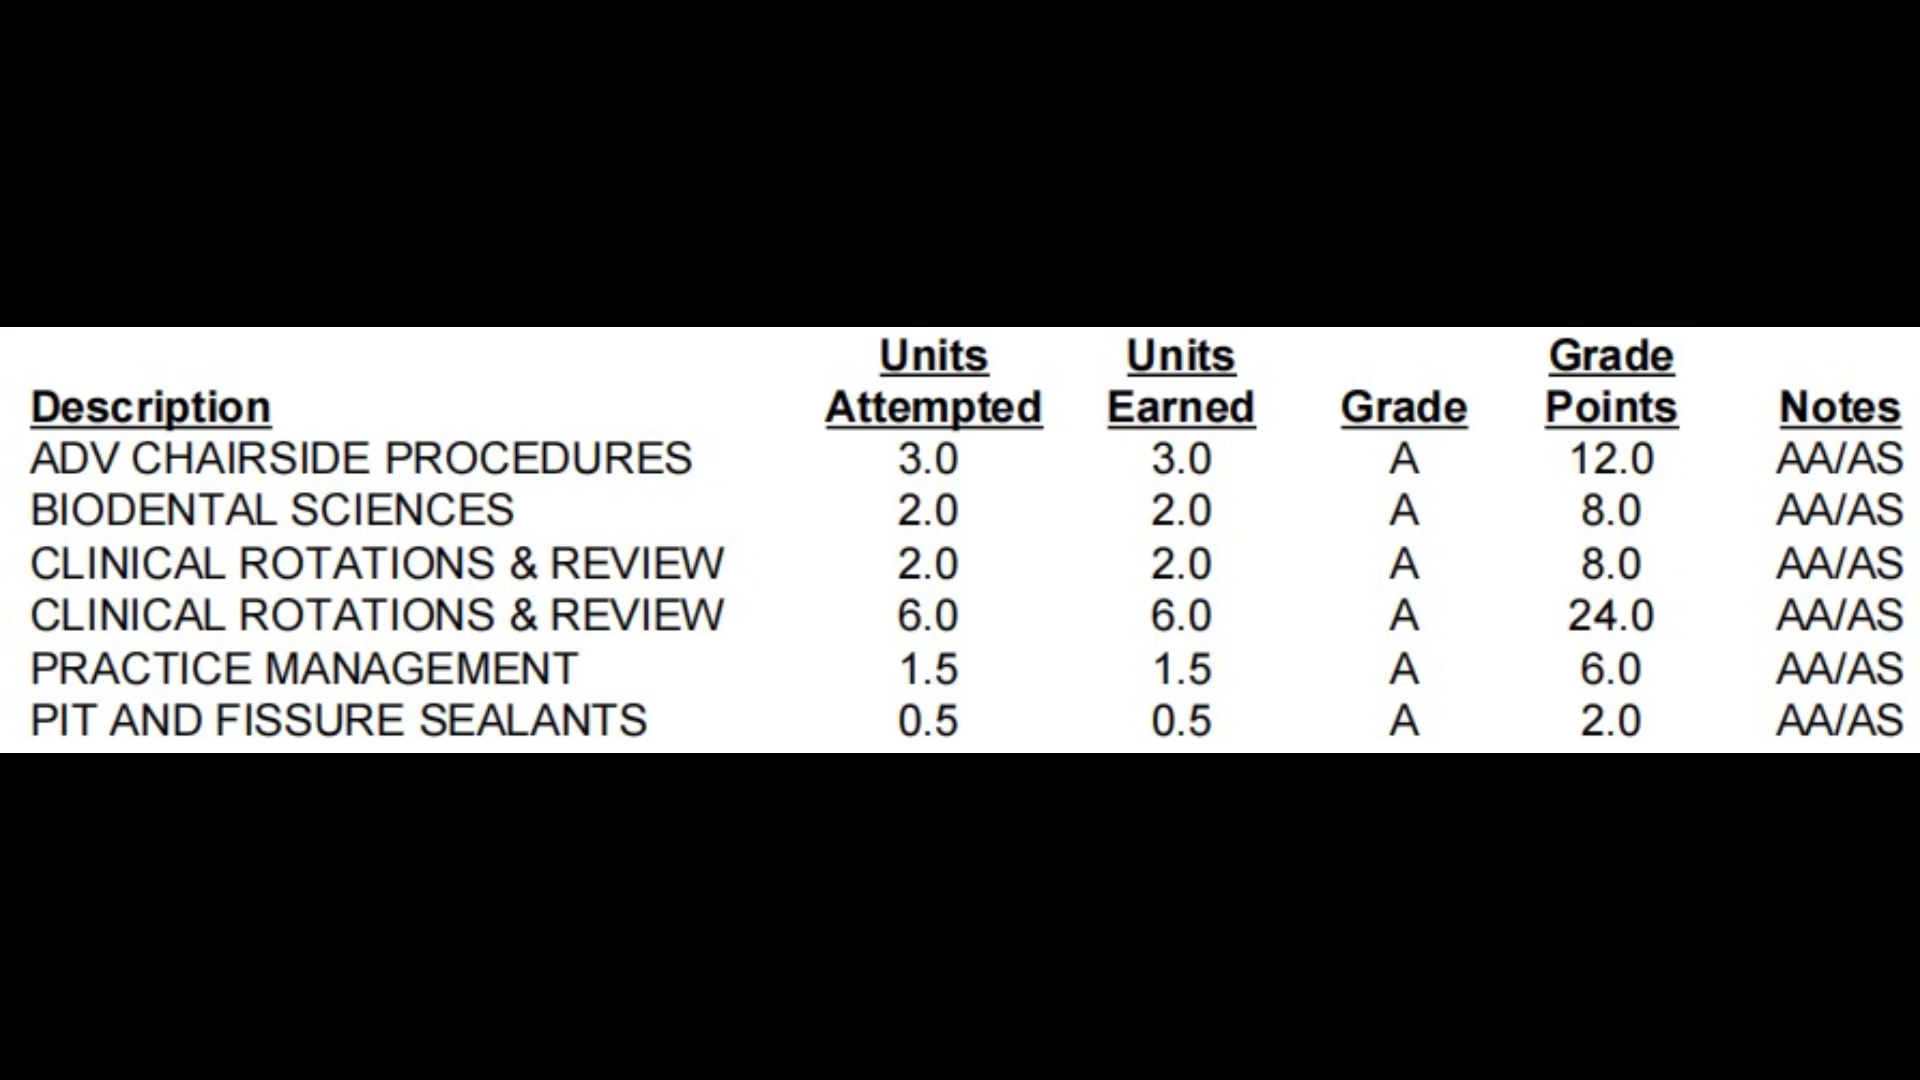 Units Units Grade
Description Attempted Earned Grade Points Notes
ADV CHAIRSIDE PROCEDURES 3.0 3.0 A 12.0 AA/AS
BIODENTAL SCIENCES 2.0 2.0 A 8.0 AA/AS
CLINICAL ROTATIONS & REVIEW 2.0 2.0 A 8.0 AA/AS
CLINICAL ROTATIONS & REVIEW 6.0 6.0 A 24.0 AA/AS
PRACTICE MANAGEMENT 1.5 1.5 A 6.0 AA/AS
PIT AND FISSURE SEALANTS 0.5 0.5 A 2.0 AA/AS